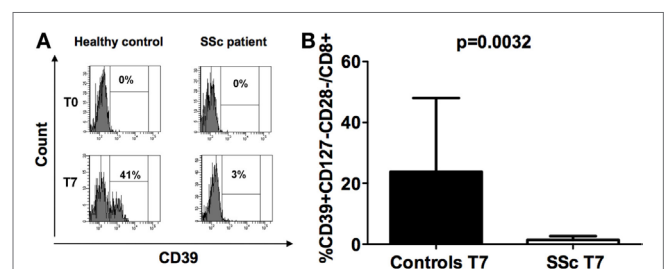 A
Healthy control
SSc patient
T0
0%
0%
T7
41%
3%
Count
CD39
B
p=0.0032
%CD39+CD127-CD28-/CD8+
60
40
20
0
Controls T7
SSc T7